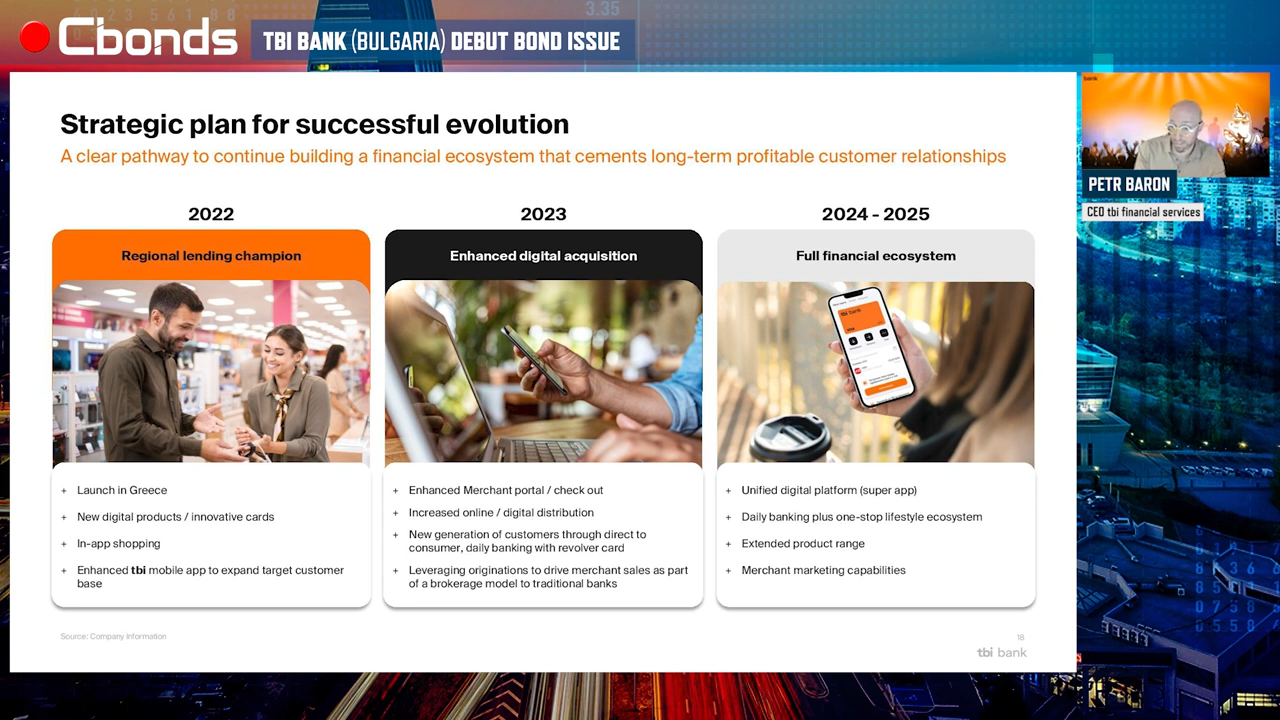 Cbonds
TBI BANK (BULGARIA) DEBUT BOND ISSUE
3.35
bank
PETR BARON
CEO tbi financial services
Strategic plan for successful evolution
A clear pathway to continue building a financial ecosystem that cements long-term profitable customer relationships
2022
2023
2024 - 2025
Regional lending champion
Enhanced digital acquisition
Full financial ecosystem
tbi bank
+ Launch in Greece
+ New digital products / innovative cards
+ In-app shopping
+ Enhanced tbi mobile app to expand target customer
base
+ Enhanced Merchant portal / check out
+ Increased online / digital distribution
+ New generation of customers through direct to
consumer, daily banking with revolver card
+ Leveraging originations to drive merchant sales as part
of a brokerage model to traditional banks
+ Unified digital platform (super app)
+ Daily banking plus one-stop lifestyle ecosystem
+ Extended product range
+ Merchant marketing capabilities
Source: Company information
18
tbi bank